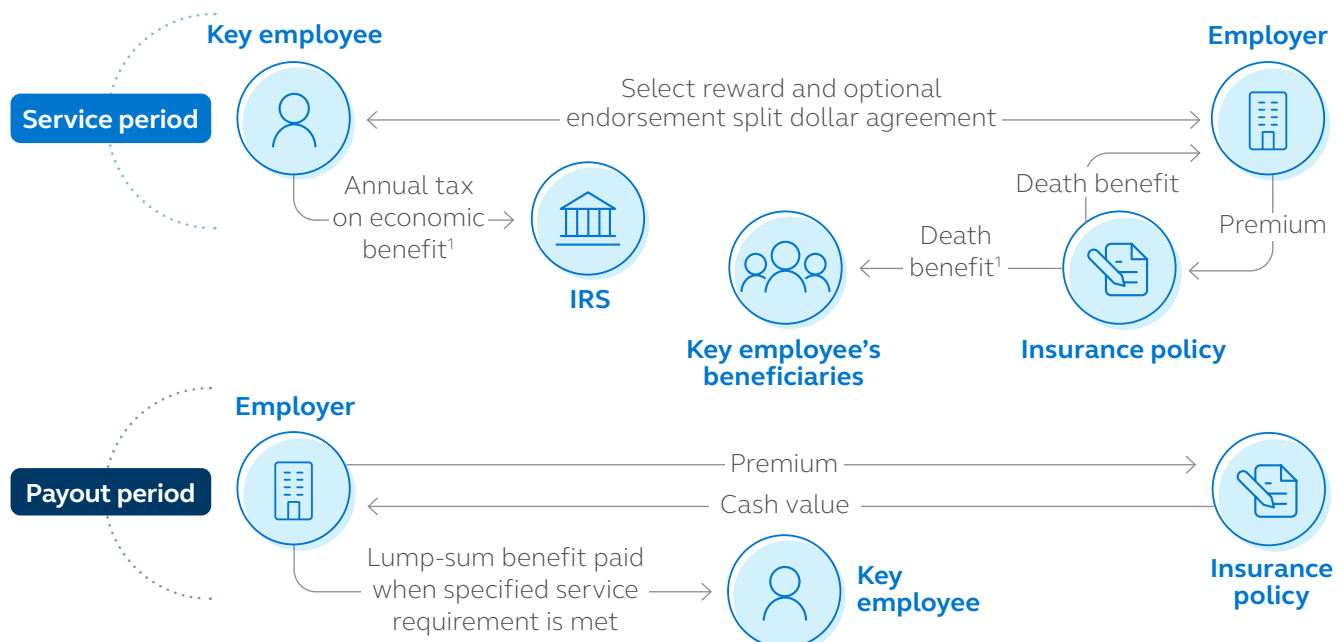 Key employee
Employer
Service period
Select reward and optional
endorsement split dollar agreement
Annual tax
on economic
benefit¹
IRS
Death benefit
Premium
Death
benefit¹
Key employee’s
beneficiaries
Insurance policy
Employer
Payout period
Premium
Cash value
Lump-sum benefit paid
when specified service
requirement is met
Key
employee
Insurance
policy